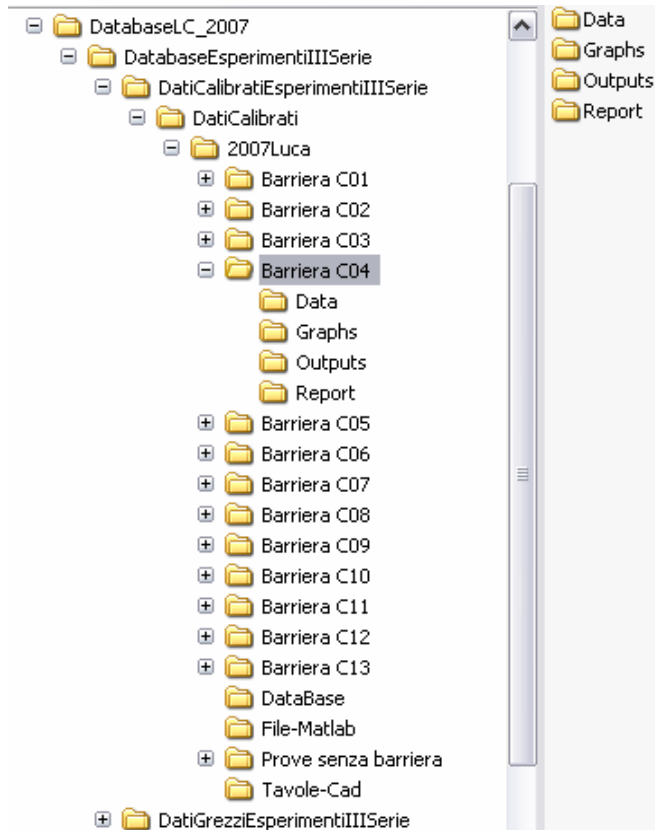 DatabaseLC_2007
DatabaseEsperimentiIIISerie
DatiCalibratiEsperimentiIIISerie
DatiCalibrati
2007Luca
Barriera C01
Barriera C02
Barriera C03
Barriera C04
Data
Graphs
Outputs
Report
Barriera C05
Barriera C06
Barriera C07
Barriera C08
Barriera C09
Barriera C10
Barriera C11
Barriera C12
Barriera C13
DataBase
File-Matlab
Prove senza barriera
Tavole-Cad
DatiGrezziEsperimentiIIISerie
Data
Graphs
Outputs
Report